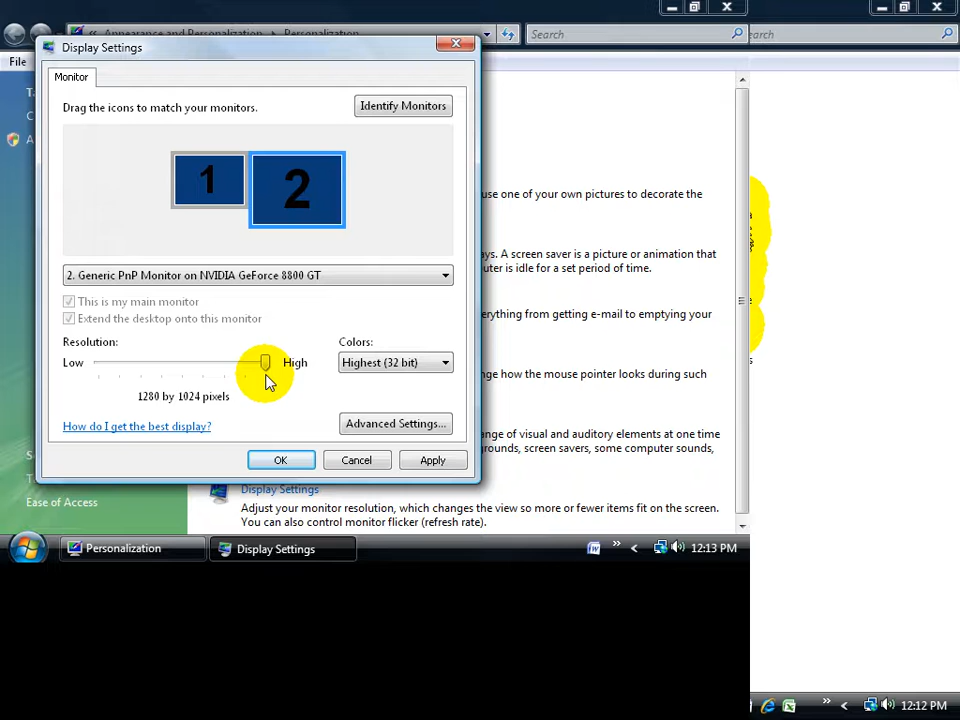 Appearance and Personalization
Personalization
Search
earch
Display Settings
File
Monitor
Drag the icons to match your monitors.
Identify Monitors
1
2
use one of your own pictures to decorate the
ays. A screen saver is a picture or animation that
uter is idle for a set period of time.
2. Generic PnP Monitor on NVIDIA GeForce 8800 GT
This is my main monitor
Extend the desktop onto this monitor
erything from getting e-mail to emptying your
Resolution:
Colors:
Low
High
Highest (32 bit)
nge how the mouse pointer looks during such
1280 by 1024 pixels
How do I get the best display?
Advanced Settings...
ange of visual and auditory elements at one time
grounds, screen savers, some computer sounds,
OK
Cancel
Apply
Display Settings
Ease of Access
Adjust your monitor resolution, which changes the view so more or fewer items fit on the screen.
You can also control monitor flicker (refresh rate).
Personalization
Display Settings
12:13 PM
12:12 PM